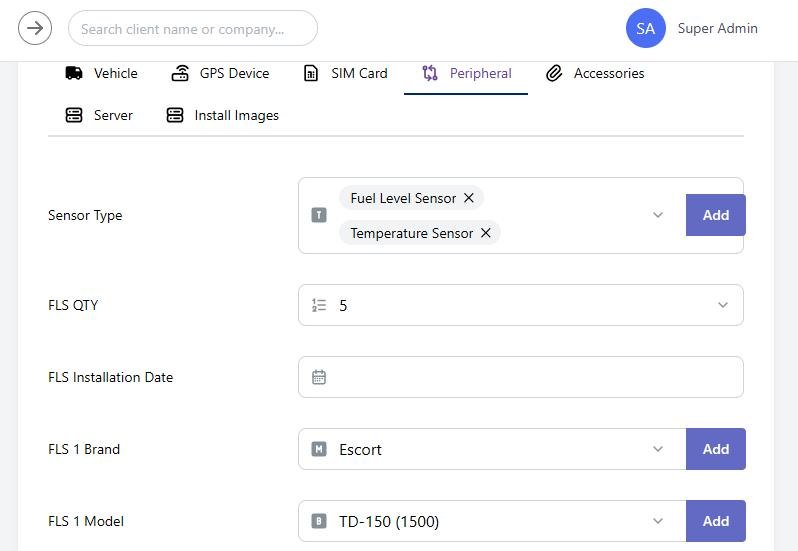 Search client name or company...
SA
Super Admin
Vehicle
GPS Device
SIM Card
Peripheral
Accessories
Server
Install Images
Sensor Type
T
Fuel Level Sensor
Temperature Sensor
Add
FLS QTY
5
FLS Installation Date
FLS 1 Brand
M
Escort
Add
FLS 1 Model
B
TD-150 (1500)
Add